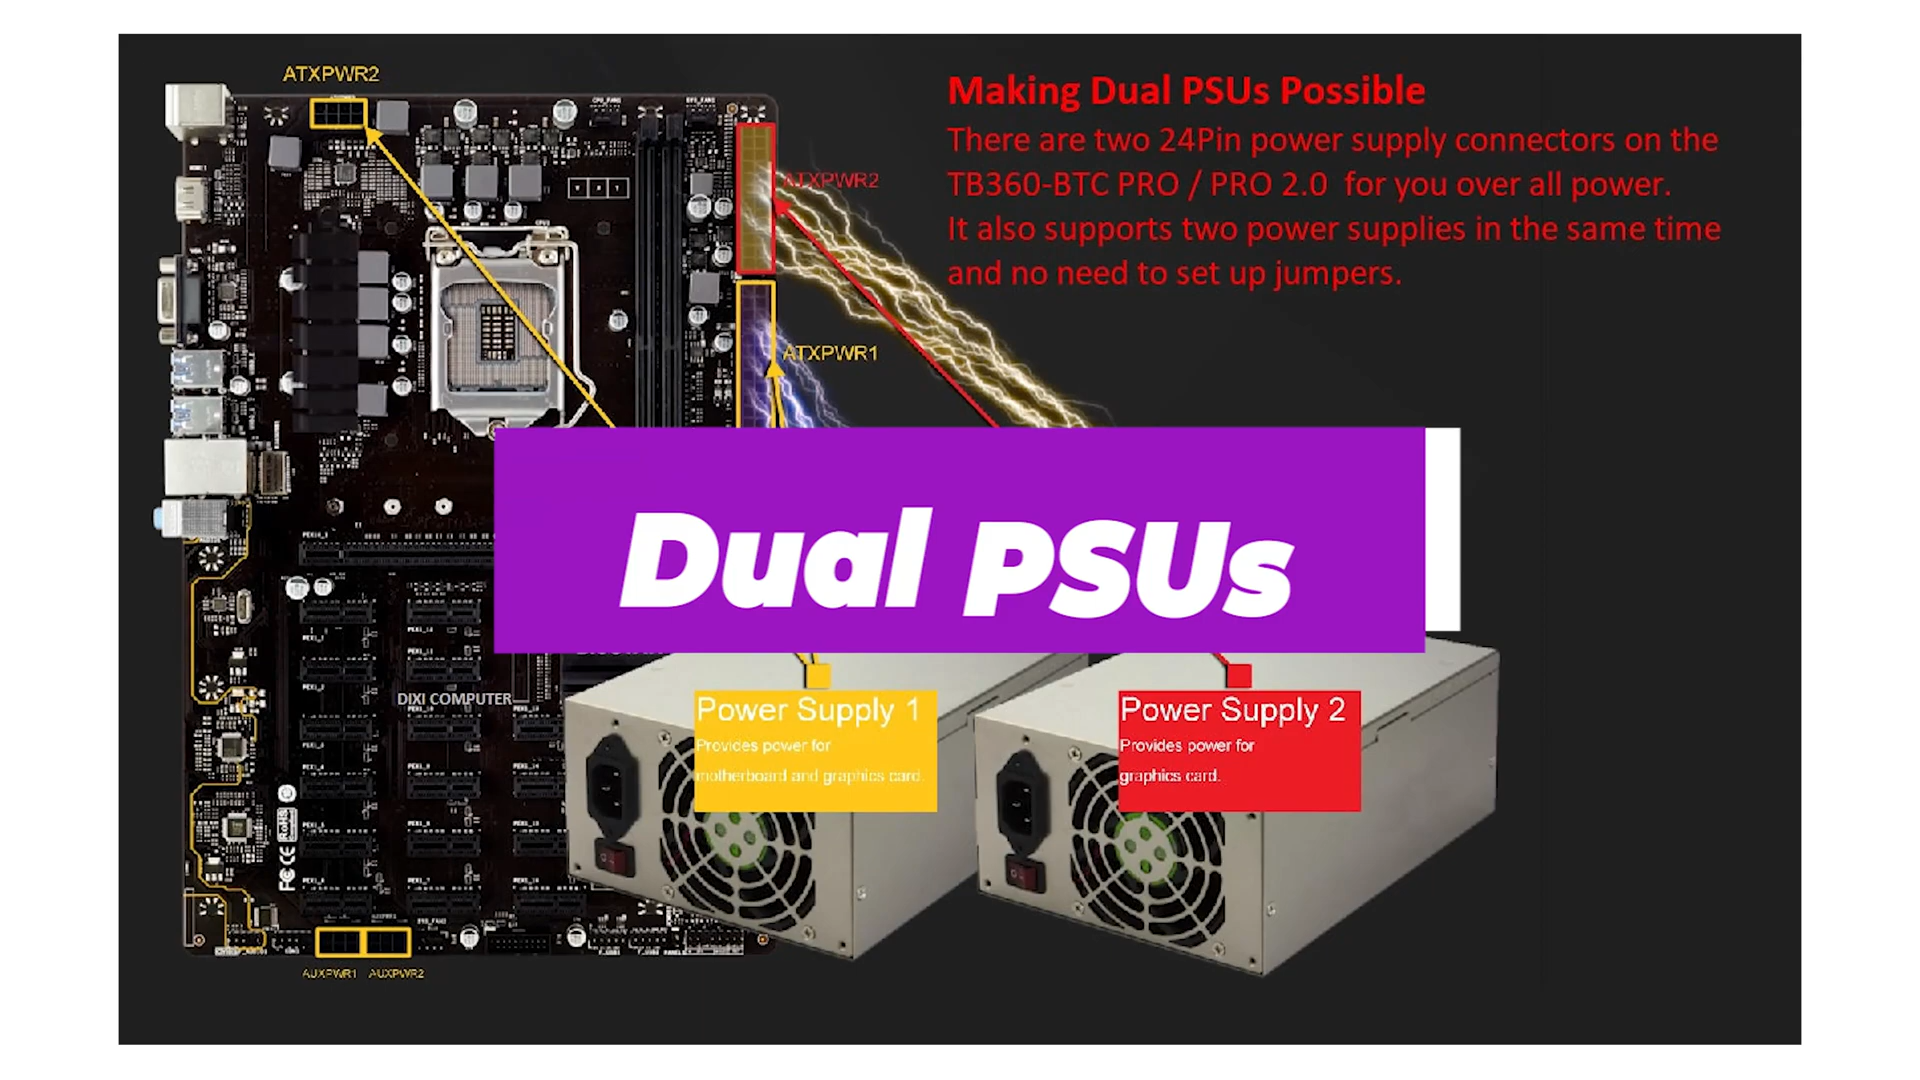 ATXPWR2
Making Dual PSUs Possible
There are two 24Pin power supply connectors on the
TB360-BTC PRO / PRO 2.0 for you over all power.
It also supports two power supplies in the same time
and no need to set up jumpers.
ATXPWR2
ATXPWR1
Dual PSUs
DIXI COMPUTER
Power Supply 1
Provides power for
motherboard and graphics card.
Power Supply 2
Provides power for
graphics card.
RoHS
FC CE
AUXPWR1 AUXPWR2